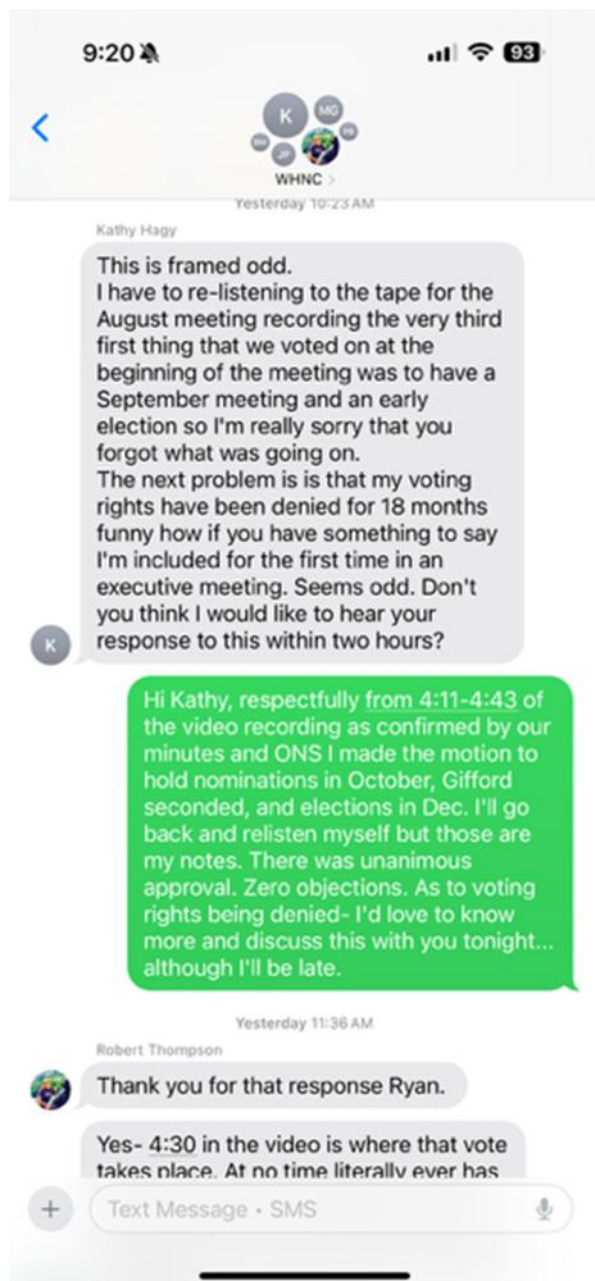 9:20
93
K
MG
JP
WHNC
Yesterday 10:23 AM
Kathy Hagy
This is framed odd.
I have to re-listening to the tape for the
August meeting recording the very third
first thing that we voted on at the
beginning of the meeting was to have a
September meeting and an early
election so I'm really sorry that you
forgot what was going on.
The next problem is is that my voting
rights have been denied for 18 months
funny how if you have something to say
I'm included for the first time in an
executive meeting. Seems odd. Don't
you think I would like to hear your
response to this within two hours?
K
Hi Kathy, respectfully from 4:11-4:43 of
the video recording as confirmed by our
minutes and ONS I made the motion to
hold nominations in October, Gifford
seconded, and elections in Dec. I'll go
back and relisten myself but those are
my notes. There was unanimous
approval. Zero objections. As to voting
rights being denied- I'd love to know
more and discuss this with you tonight...
although I'll be late.
Yesterday 11:36 AM
Robert Thompson
Thank you for that response Ryan.
Yes- 4:30 in the video is where that vote
takes place. At no time literally ever has
Text Message • SMS